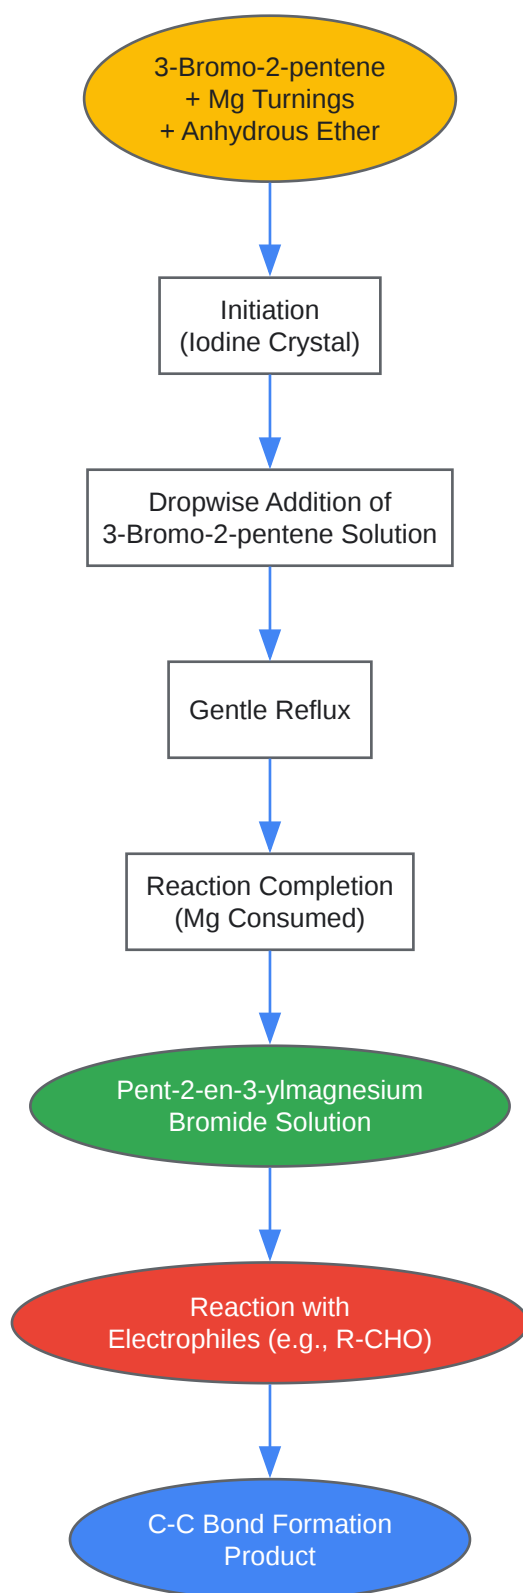 3-Bromo-2-pentene
+ Mg Turnings
+ Anhydrous Ether
Initiation
(Iodine Crystal)
Dropwise Addition of
3-Bromo-2-pentene Solution
Gentle Reflux
Reaction Completion
(Mg Consumed)
Pent-2-en-3-ylmagnesium
Bromide Solution
Reaction with
Electrophiles (e.g., R-CHO)
C-C Bond Formation
Product